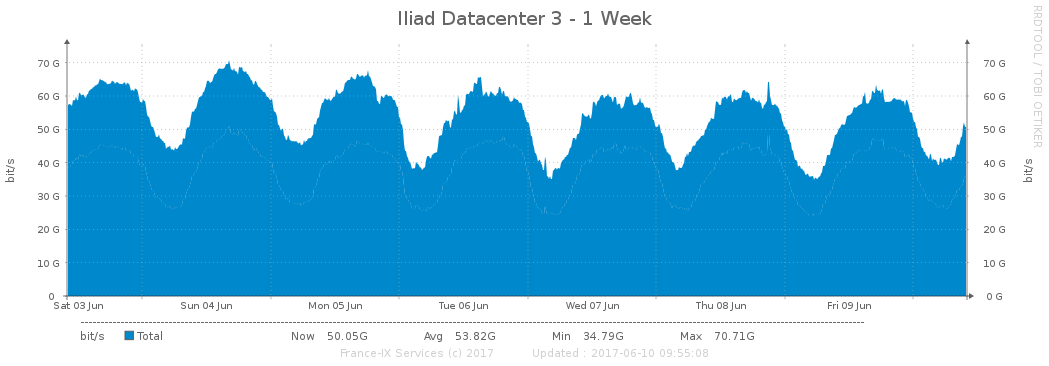 Iliad Datacenter 3 - 1 Week
RRDTOOL / TOBI OETIKER
bit/s
bit/s
70 G 70 G
60 G 60 G
50 G 50 G
40 G 40 G
30 G 30 G
20 G 20 G
10 G 10 G
0 0 G
Sat 03 Jun Sun 04 Jun Mon 05 Jun Tue 06 Jun Wed 07 Jun Thu 08 Jun Fri 09 Jun
bit/s Total Now 50.05G Avg 53.82G Min 34.79G Max 70.71G
France-IX Services (c) 2017 Updated : 2017-06-10 09:55:08